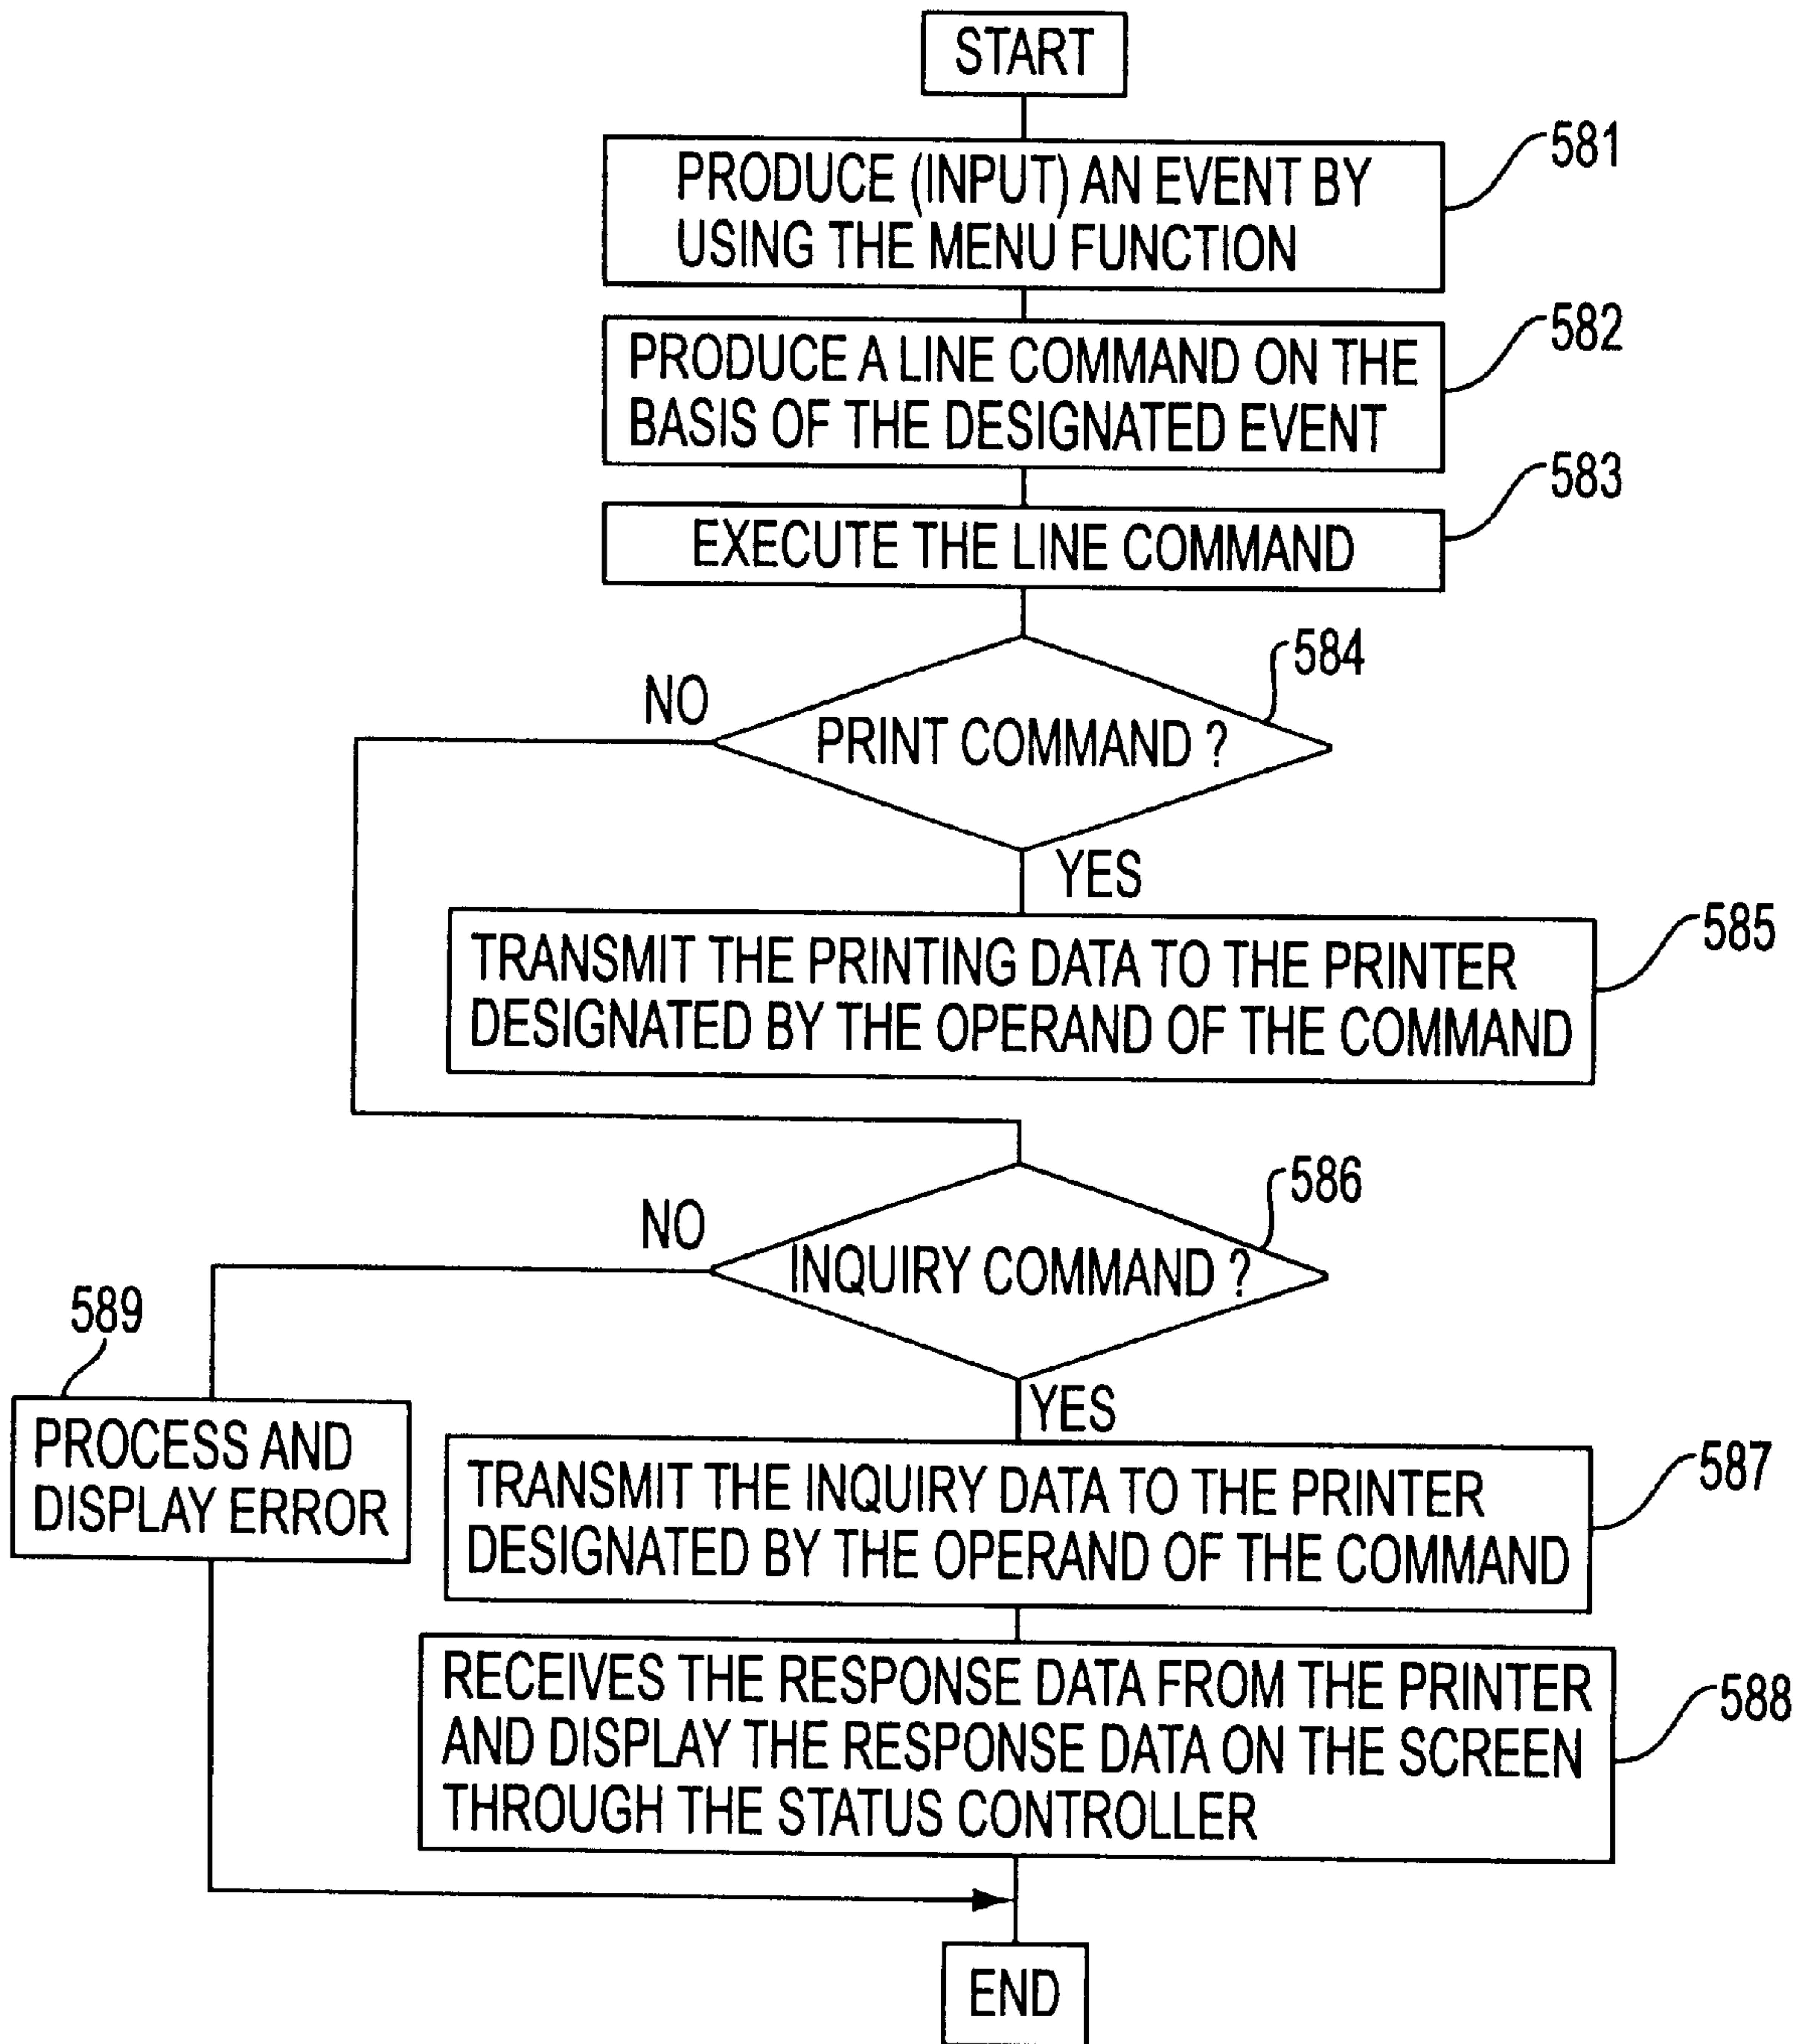 START
581
PRODUCE (INPUT) AN EVENT BY
USING THE MENU FUNCTION
582
PRODUCE A LINE COMMAND ON THE
BASIS OF THE DESIGNATED EVENT
583
EXECUTE THE LINE COMMAND
584
NO
PRINT COMMAND ?
YES
585
TRANSMIT THE PRINTING DATA TO THE PRINTER
DESIGNATED BY THE OPERAND OF THE COMMAND
586
NO
INQUIRY COMMAND ?
589
YES
PROCESS AND
DISPLAY ERROR
587
TRANSMIT THE INQUIRY DATA TO THE PRINTER
DESIGNATED BY THE OPERAND OF THE COMMAND
588
RECEIVES THE RESPONSE DATA FROM THE PRINTER
AND DISPLAY THE RESPONSE DATA ON THE SCREEN
THROUGH THE STATUS CONTROLLER
END